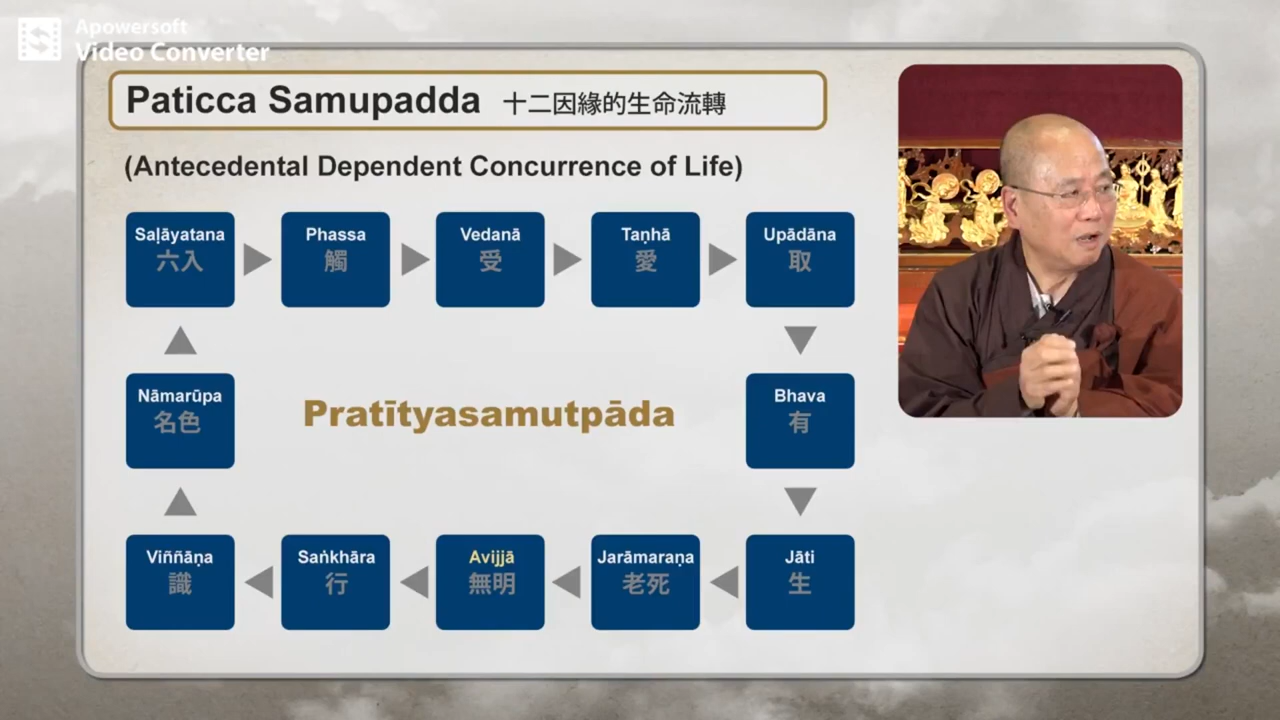 Apowersoft
Video Converter
Paticca Samupadda 十二因緣的生命流轉
(Antecedental Dependent Concurrence of Life)
Saḷāyatana
六入
Phassa
觸
Vedanā
受
Taṇhā
愛
Upādāna
取
Nāmarūpa
名色
Pratītyasamutpāda
Bhava
有
Viññāṇa
識
Saṅkhāra
行
Avijjā
無明
Jarāmaraṇa
老死
Jāti
生